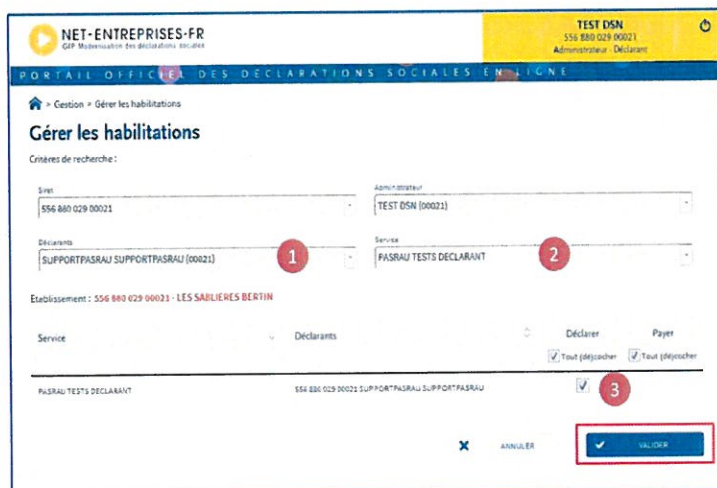 NET-ENTREPRISES-FR
GIP Modernisation des déclarations sociales
TEST DSN
556 880 029 00021
Administrateur - Déclarant
PORTAIL OFFICIEL DES DÉCLARATIONS SOCIALES EN LIGNE
> Gestion > Gérer les habilitations
Gérer les habilitations
Critères de recherche :
Siret
Administrateur
556 880 029 00021
TEST DSN (00021)
Déclarants
Service
SUPPORTPASRAU SUPPORTPASRAU (00021)
1
PASRAU TESTS DECLARANT
2
Etablissement : 556 880 029 00021 - LES SABLIERES BERTIN
Service
Déclarants
Déclarer
Payer
Tout (dé)cocher
Tout (dé)cocher
PASRAU TESTS DECLARANT
556 880 029 00021 SUPPORTPASRAU SUPPORTPASRAU
3
ANNULER
VALIDER